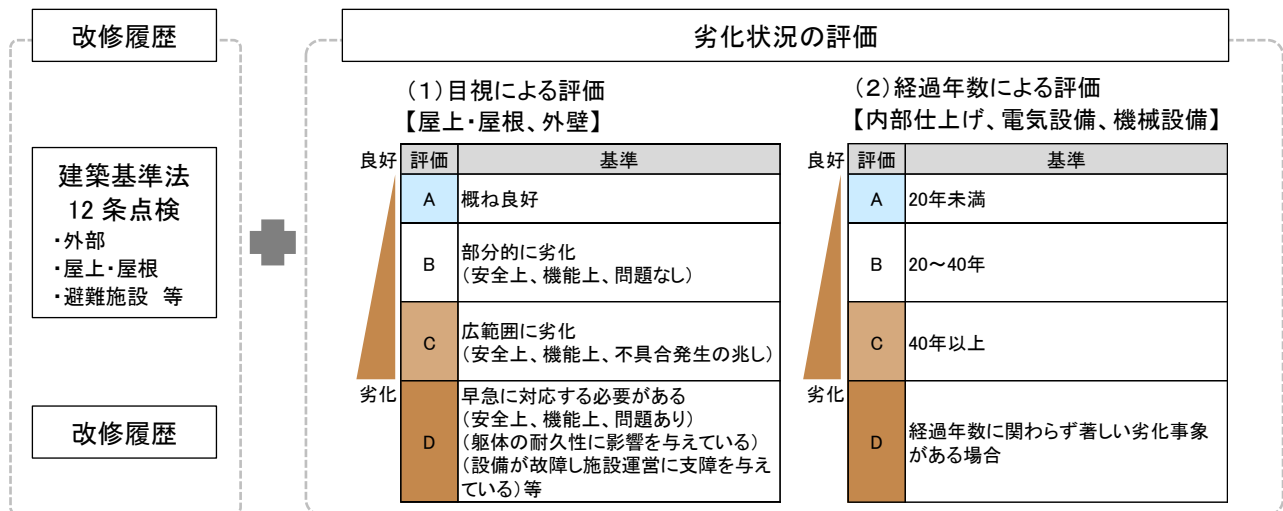 改修履歴
建築基準法
12 条点検
・外部
・屋上・屋根
・避難施設 等
改修履歴
劣化状況の評価
(1)目視による評価
【屋上・屋根、外壁】
良好
劣化
評価 基準
A 概ね良好
B 部分的に劣化
(安全上、機能上、問題なし)
C 広範囲に劣化
(安全上、機能上、不具合発生の兆し)
D 早急に対応する必要がある
(安全上、機能上、問題あり)
(躯体の耐久性に影響を与えている)
(設備が故障し施設運営に支障を与え
ている)等
(2)経過年数による評価
【内部仕上げ、電気設備、機械設備】
良好
劣化
評価 基準
A 20年未満
B 20~40年
C 40年以上
D 経過年数に関わらず著しい劣化事象
がある場合